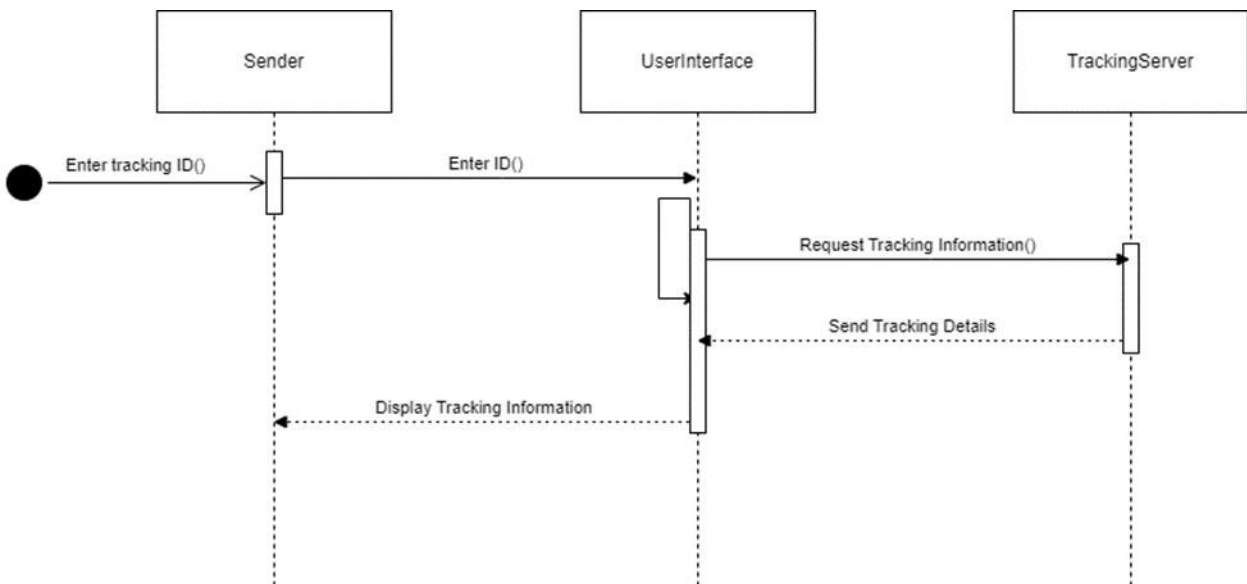 Sender
UserInterface
TrackingServer
Enter tracking ID()
Enter ID()
Request Tracking Information()
Send Tracking Details
Display Tracking Information